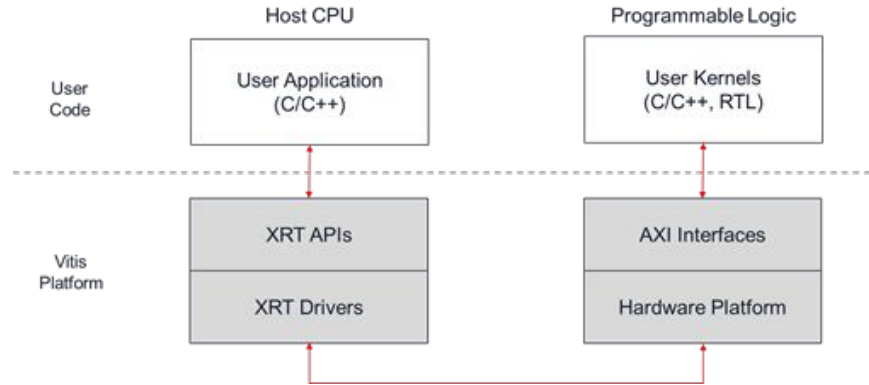 Host CPU
Programmable Logic
User
Code
User Application
(C/C++)
User Kernels
(C/C++, RTL)
Vitis
Platform
XRT APIs
AXI Interfaces
XRT Drivers
Hardware Platform